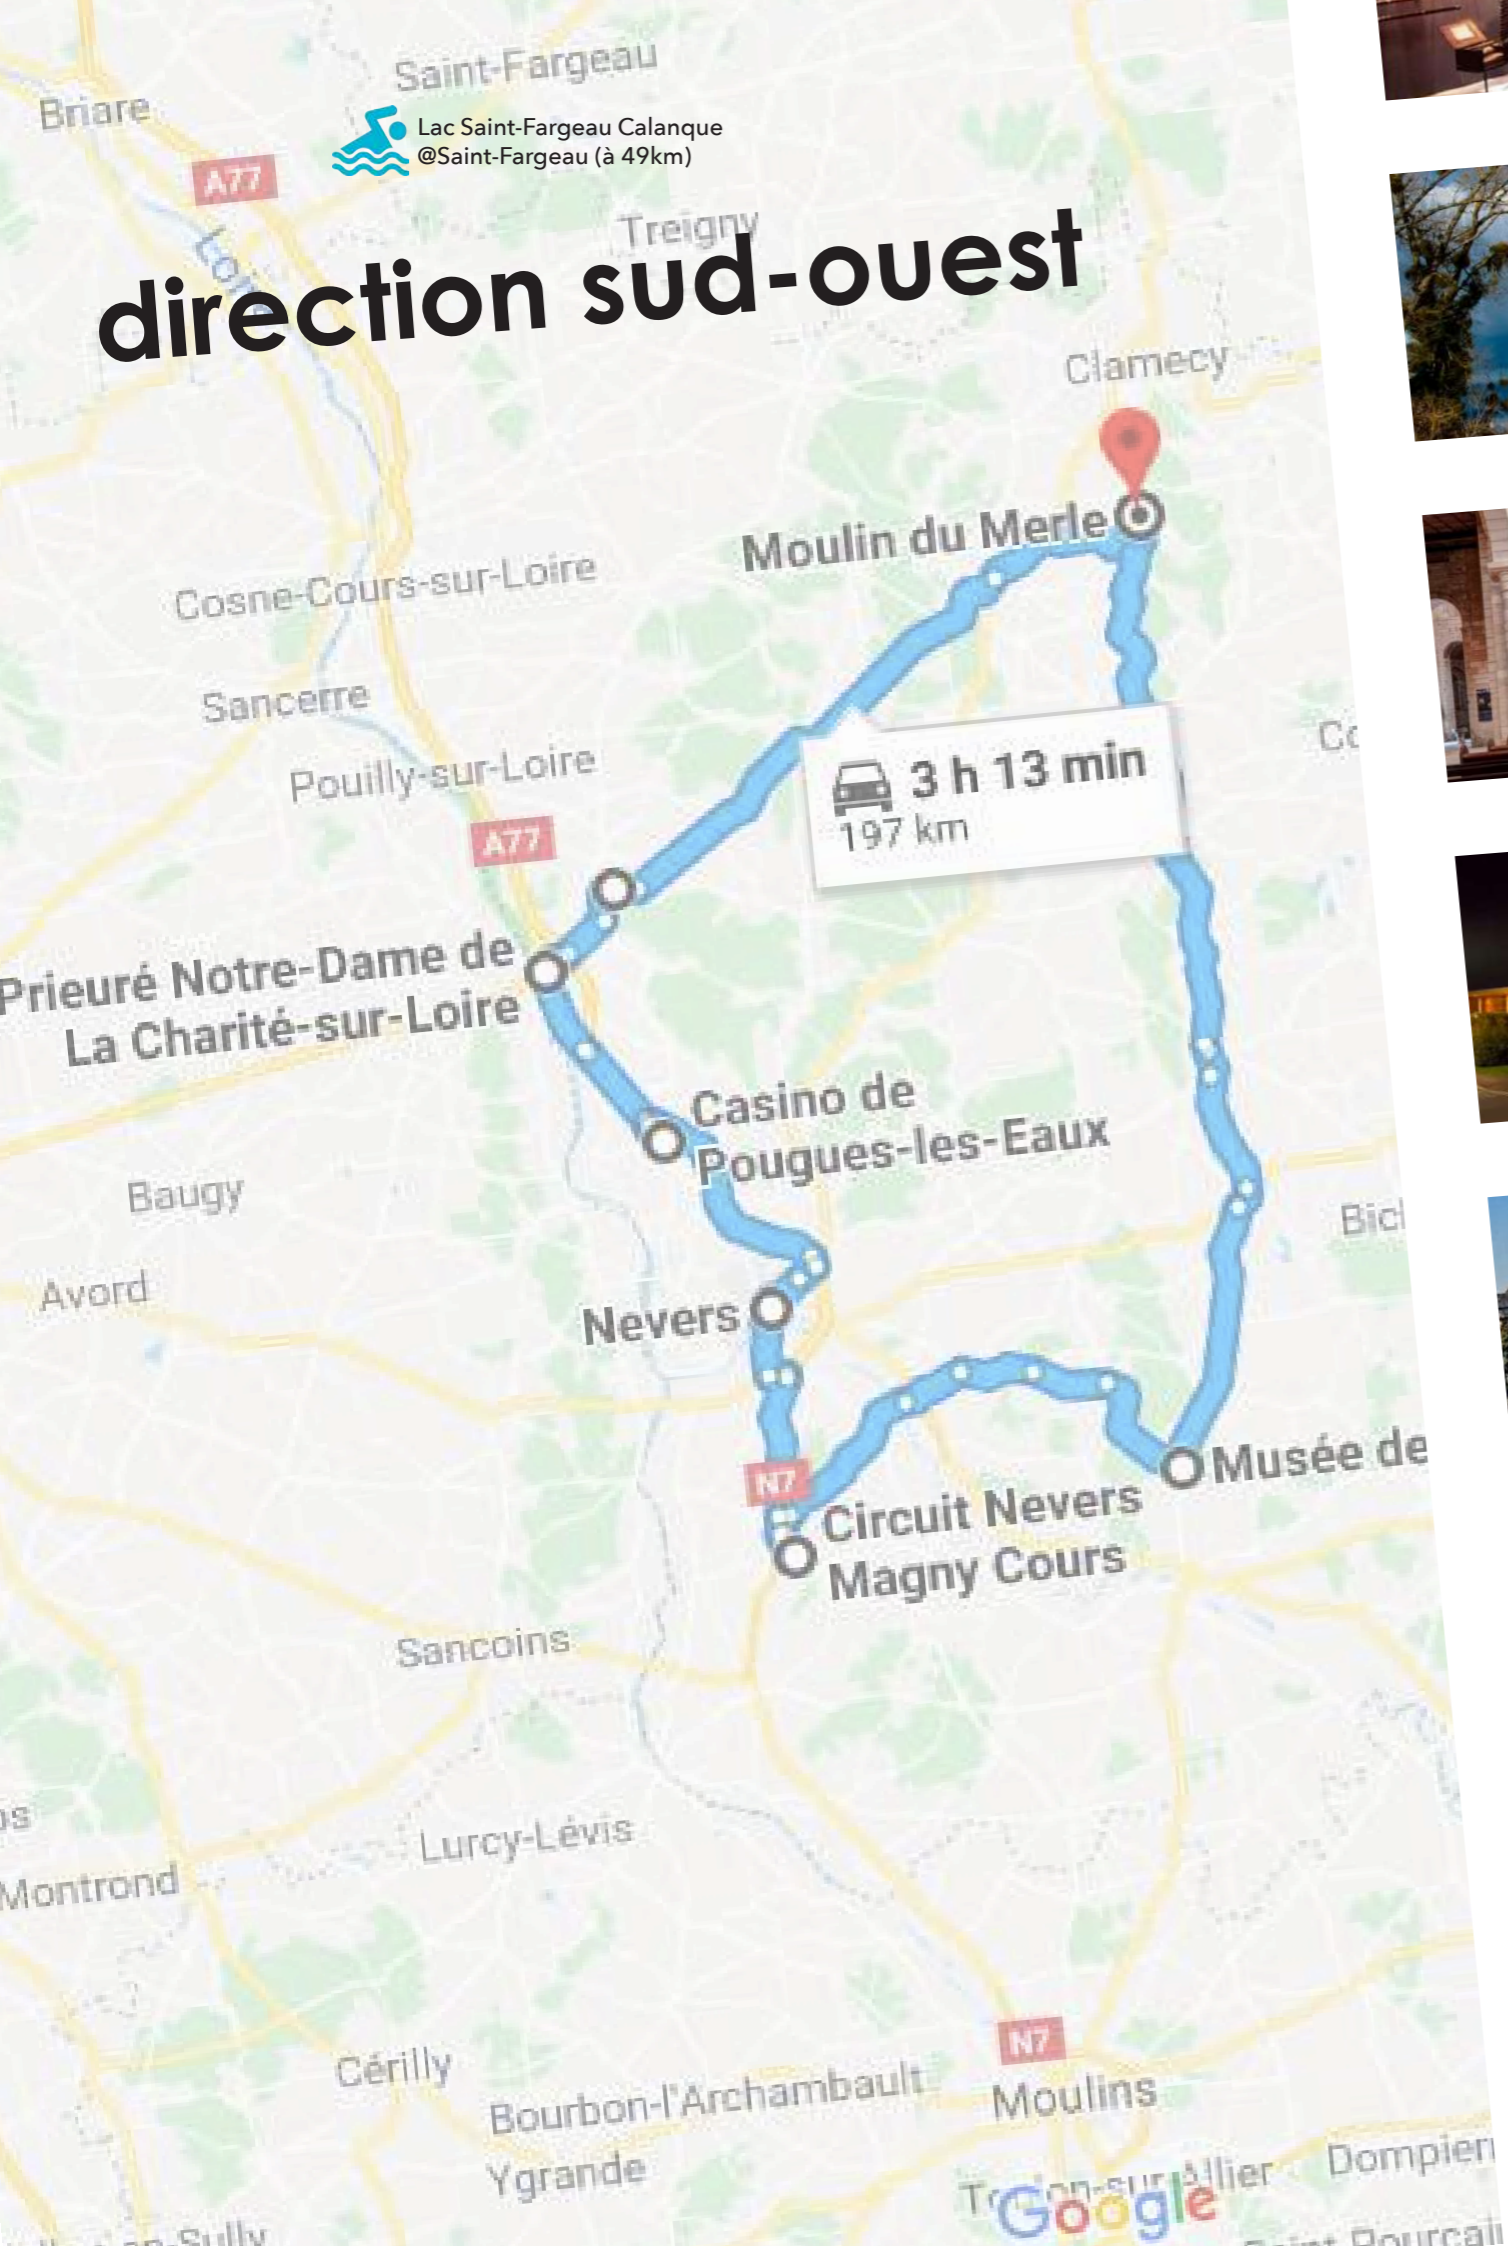 Saint-Fargeau
Briare
Lac Saint-Fargeau Calanque
@Saint-Fargeau (à 49km)
A77
Treigny
direction sud-ouest
Clamecy
Moulin du Merle
Cosne-Cours-sur-Loire
Sancerre
Pouilly-sur-Loire
3 h 13 min
197 km
A77
Prieuré Notre-Dame de
La Charité-sur-Loire
Casino de
Pougues-les-Eaux
Baugy
Avord
Nevers
Musée de
N7
Circuit Nevers
Magny Cours
Sancoins
Lurcy-Lévis
Montrond
N7
Cérilly
Bourbon-l'Archambault
Moulins
Ygrande
Google